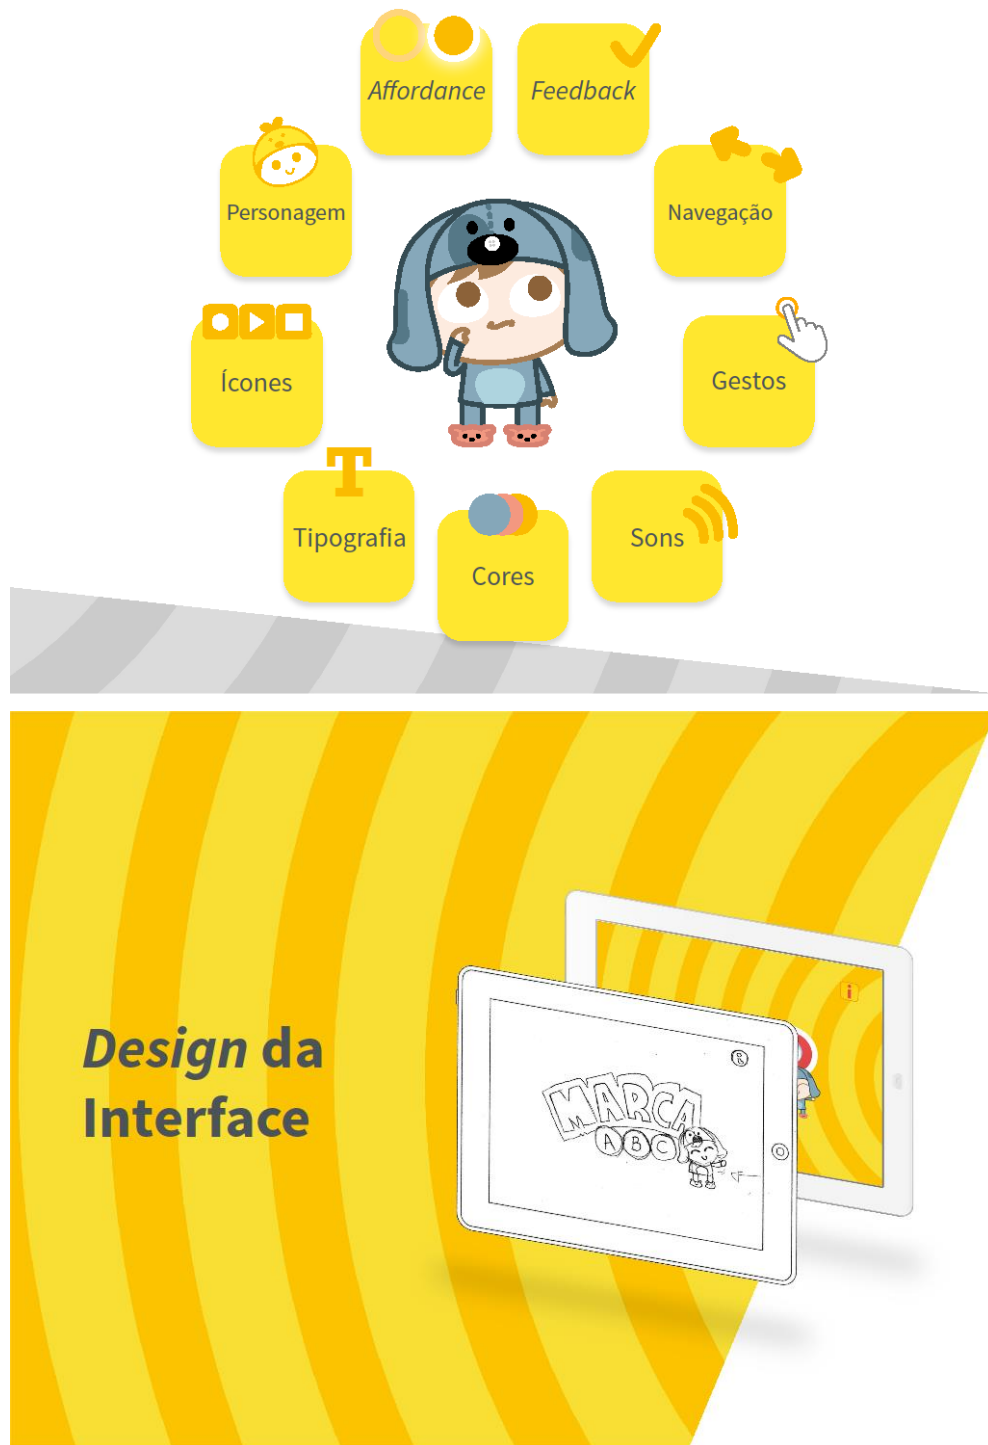 Affordance
Feedback
Personagem
Navegação
Ícones
Gestos
Tipografia
Cores
Sons
Design da
Interface
i
R
MARCA
ABC